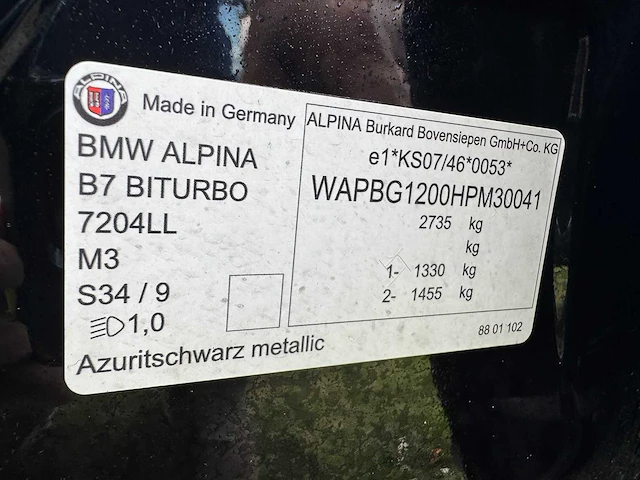 ALPINA
Made in Germany
BMW ALPINA
B7 BITURBO
7204LL
M3
S34 / 9
1,0
Azuritschwarz metallic
ALPINA Burkard Bovensiepen GmbH+Co. KG
e1*KS07/46*0053*
WAPBG1200HPM30041
2735 kg
kg
1- 1330 kg
2- 1455 kg
88 01 102